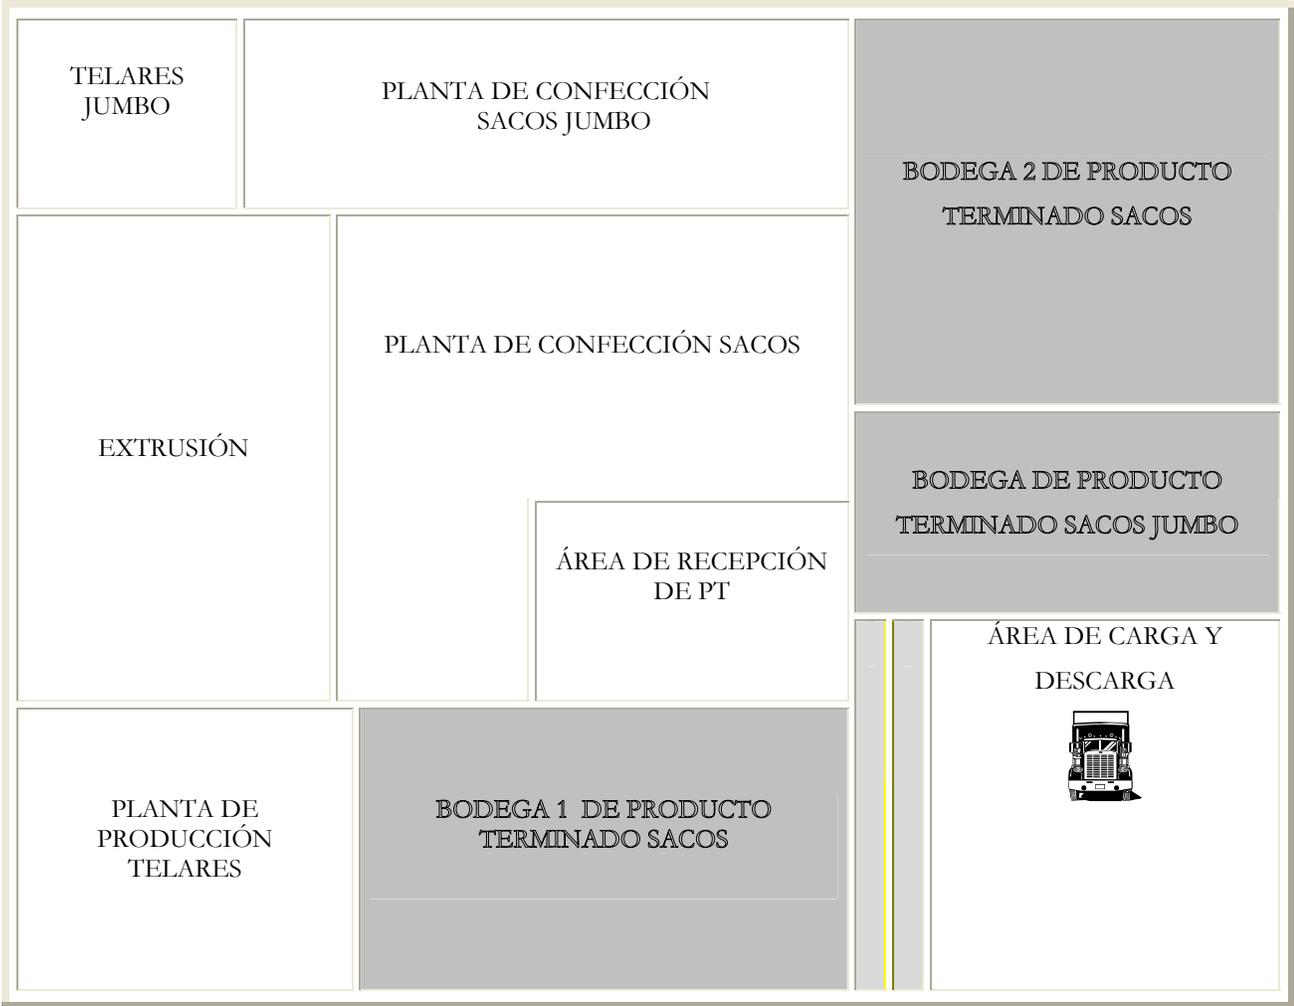 TELARES
JUMBO
PLANTA DE CONFECCIÓN
SACOS JUMBO
BODEGA 2 DE PRODUCTO
TERMINADO SACOS
PLANTA DE CONFECCIÓN SACOS
EXTRUSIÓN
BODEGA DE PRODUCTO
TERMINADO SACOS JUMBO
ÁREA DE RECEPCIÓN
DE PT
ÁREA DE CARGA Y
DESCARGA
PLANTA DE
PRODUCCIÓN
TELARES
BODEGA 1 DE PRODUCTO
TERMINADO SACOS